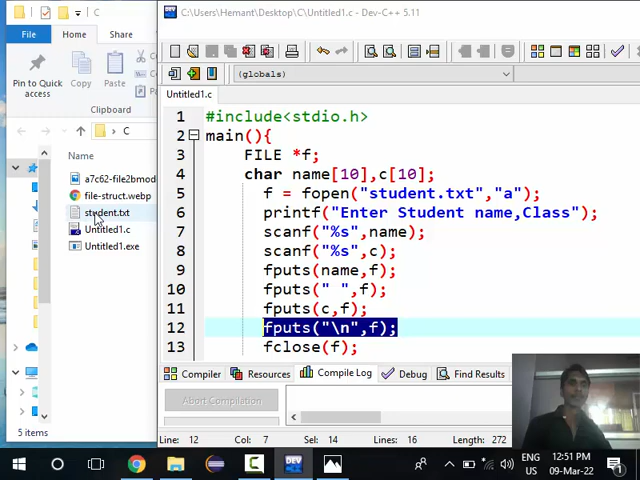 C
C:\Users\Hemant\Desktop\C\Untitled1.c - Dev-C++ 5.11
File
Home
Share
Pin to Quick
access
Copy
Paste
Clipboard
C
(globals)
Untitled1.c
Name
a7c62-file2bmod
file-struct.webp
student.txt
Untitled1.c
Untitled1.exe
1 #include<stdio.h>
2 main(){
3 FILE *f;
4 char name[10],c[10];
5 f = fopen("student.txt","a");
6 printf("Enter Student name,Class");
7 scanf("%s",name);
8 scanf("%s",c);
9 fputs(name,f);
10 fputs(" ",f);
11 fputs(c,f);
12 fputs("\n",f);
13 fclose(f);
Compiler
Resources
Compile Log
Debug
Find Results
Abort Compilation
5 items
Line: 12
Col: 7
Sel: 14
Lines: 16
Length: 272
DEV
ENG
US
12:51 PM
09-Mar-22
1